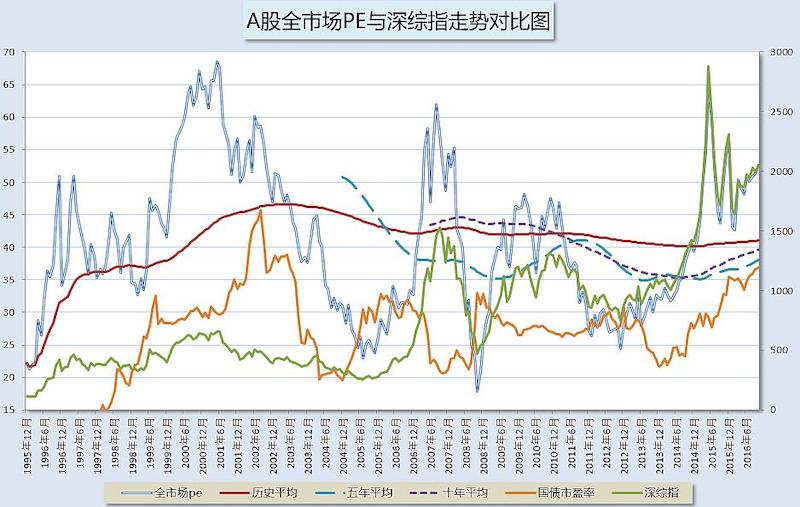 A股全市场PE与深综指走势对比图
70
65
60
55
50
45
40
35
30
25
20
15
3000
2500
2000
1500
1000
500
0
1995年12月
1996年6月
1996年12月
1997年6月
1997年12月
1998年6月
1998年12月
1999年6月
1999年12月
2000年6月
2000年12月
2001年6月
2001年12月
2002年6月
2002年12月
2003年6月
2003年12月
2004年6月
2004年12月
2005年6月
2005年12月
2006年6月
2006年12月
2007年6月
2007年12月
2008年6月
2008年12月
2009年6月
2009年12月
2010年6月
2010年12月
2011年6月
2011年12月
2012年6月
2012年12月
2013年6月
2013年12月
2014年6月
2014年12月
2015年6月
2015年12月
2016年6月
全市场pe 历史平均 五年平均 十年平均 国债市盈率 深综指